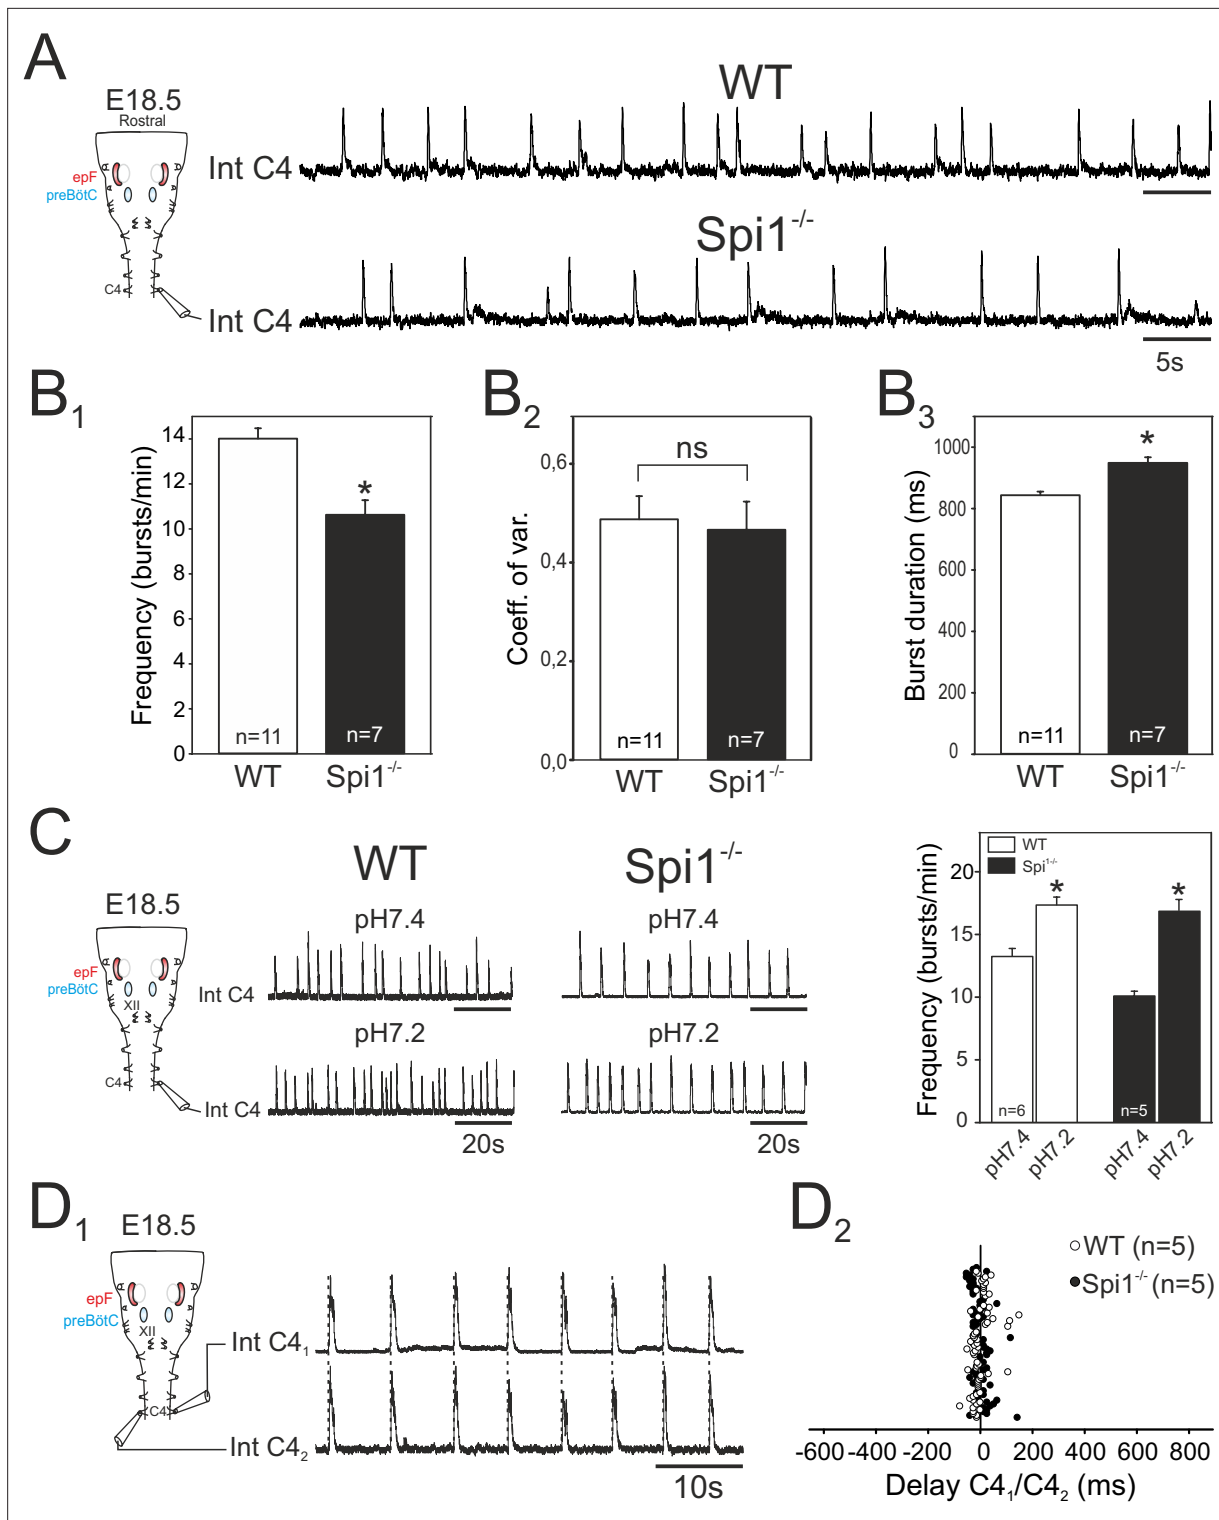 A
E18.5
Rostral
epF
preBötC
C4
WT
Int C4
Spi1-/-
Int C4
5s
B1
Frequency (bursts/min)
14
12
10
8
6
4
2
0
*
n=11
n=7
WT
Spi1-/-
B2
Coeff. of var.
0,6
0,4
0,2
0,0
ns
n=11
n=7
WT
Spi1-/-
B3
Burst duration (ms)
1000
800
600
400
200
0
*
n=11
n=7
WT
Spi1-/-
C
E18.5
epF
preBötC
XII
C4
WT
pH7.4
Int C4
pH7.2
Int C4
20s
Spi1-/-
pH7.4
pH7.2
20s
Frequency (bursts/min)
20
15
10
5
0
WT
Spi1-/-
*
*
n=6
n=5
pH7.4
pH7.2
pH7.4
pH7.2
D1
E18.5
epF
preBötC
XII
C4
Int C41
Int C42
10s
D2
WT (n=5)
Spi1-/- (n=5)
-600 -400 -200 0 200 400 600 800
Delay C41/C42 (ms)